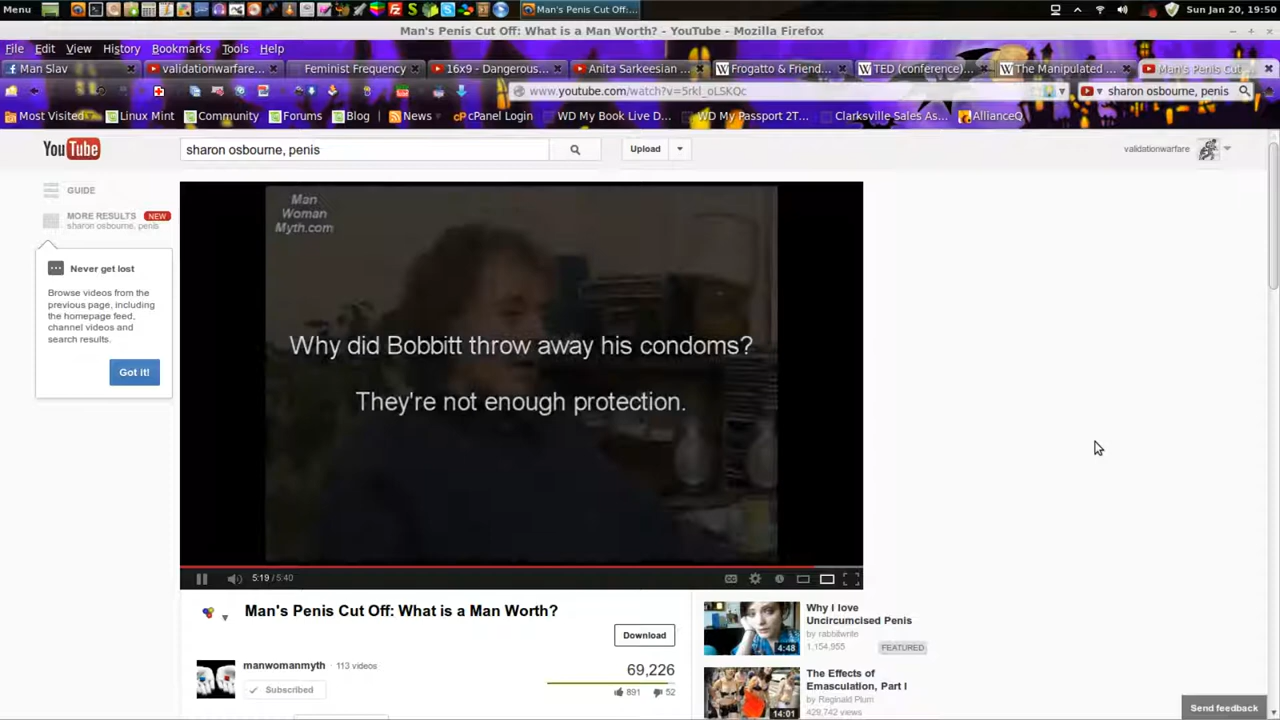 Menu
Man's Penis Cut Off:...
Sun Jan 20, 19:50
Man's Penis Cut Off: What is a Man Worth? - YouTube - Mozilla Firefox
File Edit View History Bookmarks Tools Help
Man Slav
validationwarfare...
Feminist Frequency
16x9 - Dangerous...
Anita Sarkeesian ...
Frogatto & Friend...
TED (conference)...
The Manipulated ...
Man's Penis Cut ...
www.youtube.com/watch?v=5rkl_oLSKQc
sharon osbourne, penis
Most Visited
Linux Mint
Community
Forums
Blog
News
cPanel Login
WD My Book Live D...
WD My Passport 2T...
Clarksville Sales As...
AllianceQ
YouTube
sharon osbourne, penis
Upload
validationwarfare
GUIDE
MORE RESULTS NEW
sharon osbourne, penis
Never get lost
Browse videos from the
previous page, including
the homepage feed,
channel videos and
search results.
Got it!
Man
Woman
Myth.com
Why did Bobbitt throw away his condoms?
They're not enough protection.
5:19 / 5:40
CC
Man's Penis Cut Off: What is a Man Worth?
Download
manwomanmyth · 113 videos
Subscribed
69,226
891 52
Why I love
Uncircumcised Penis
by rabbitwrite
1,154,955
FEATURED
4:48
The Effects of
Emasculation, Part I
by Reginald Plum
429,742 views
14:01
Send feedback